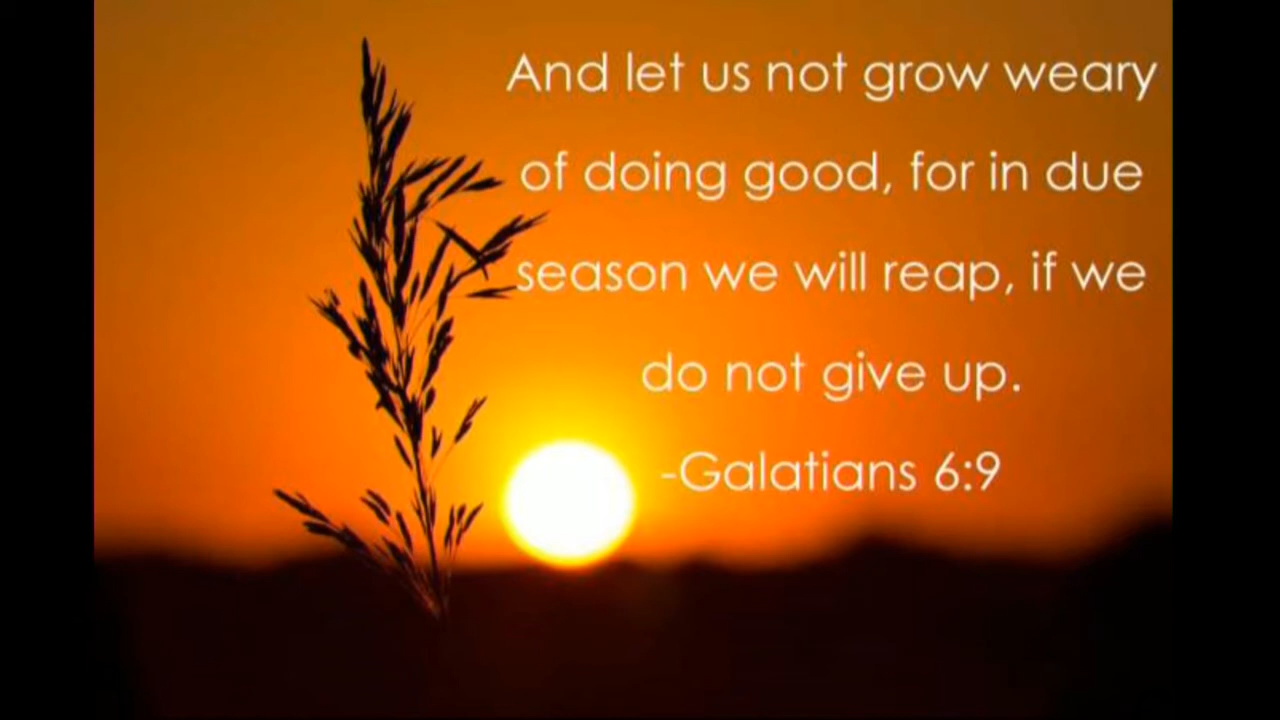 And let us not grow weary
of doing good, for in due
season we will reap, if we
do not give up.
-Galatians 6:9